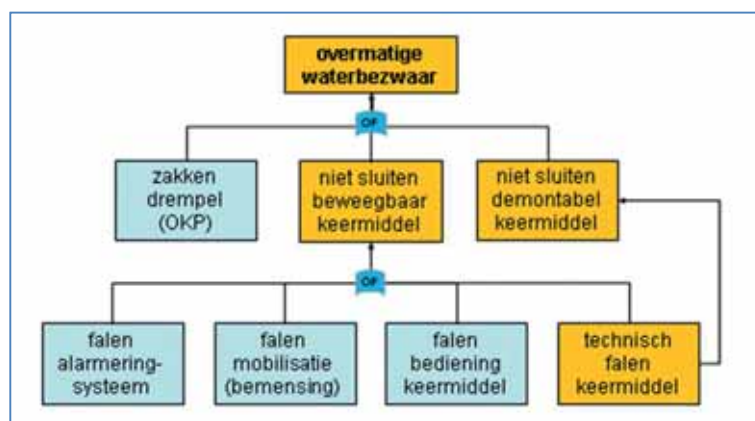 overmatige
waterbezwaar
OF
zakken
drempel
(OKP)
niet sluiten
beweegbaar
keermiddel
niet sluiten
demontabel
keermiddel
OF
falen
alarmering-
systeem
falen
mobilisatie
(bemensing)
falen
bediening
keermiddel
technisch
falen
keermiddel